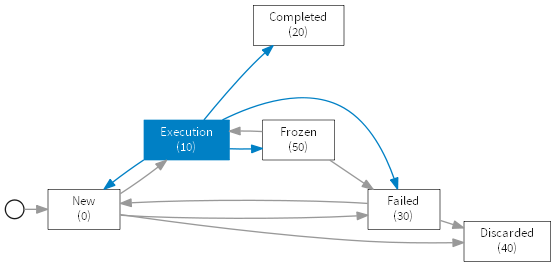 Completed
(20)
Execution
(10)
Frozen
(50)
New
(0)
Failed
(30)
Discarded
(40)